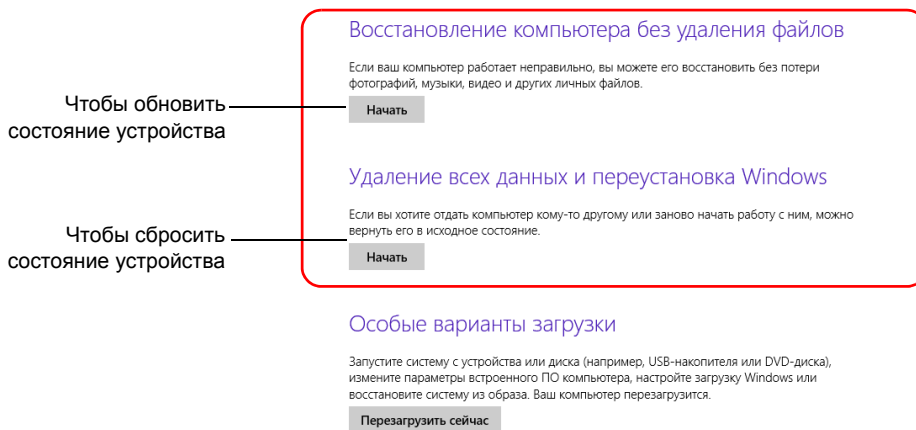 Восстановление компьютера без удаления файлов
Если ваш компьютер работает неправильно, вы можете его восстановить без потери
фотографий, музыки, видео и других личных файлов.
Чтобы обновить
состояние устройства
Начать
Удаление всех данных и переустановка Windows
Если вы хотите отдать компьютер кому-то другому или заново начать работу с ним, можно
вернуть его в исходное состояние.
Чтобы сбросить
состояние устройства
Начать
Особые варианты загрузки
Запустите систему с устройства или диска (например, USB-накопителя или DVD-диска),
измените параметры встроенного ПО компьютера, настройте загрузку Windows или
восстановите систему из образа. Ваш компьютер перезагрузится.
Перезагрузить сейчас